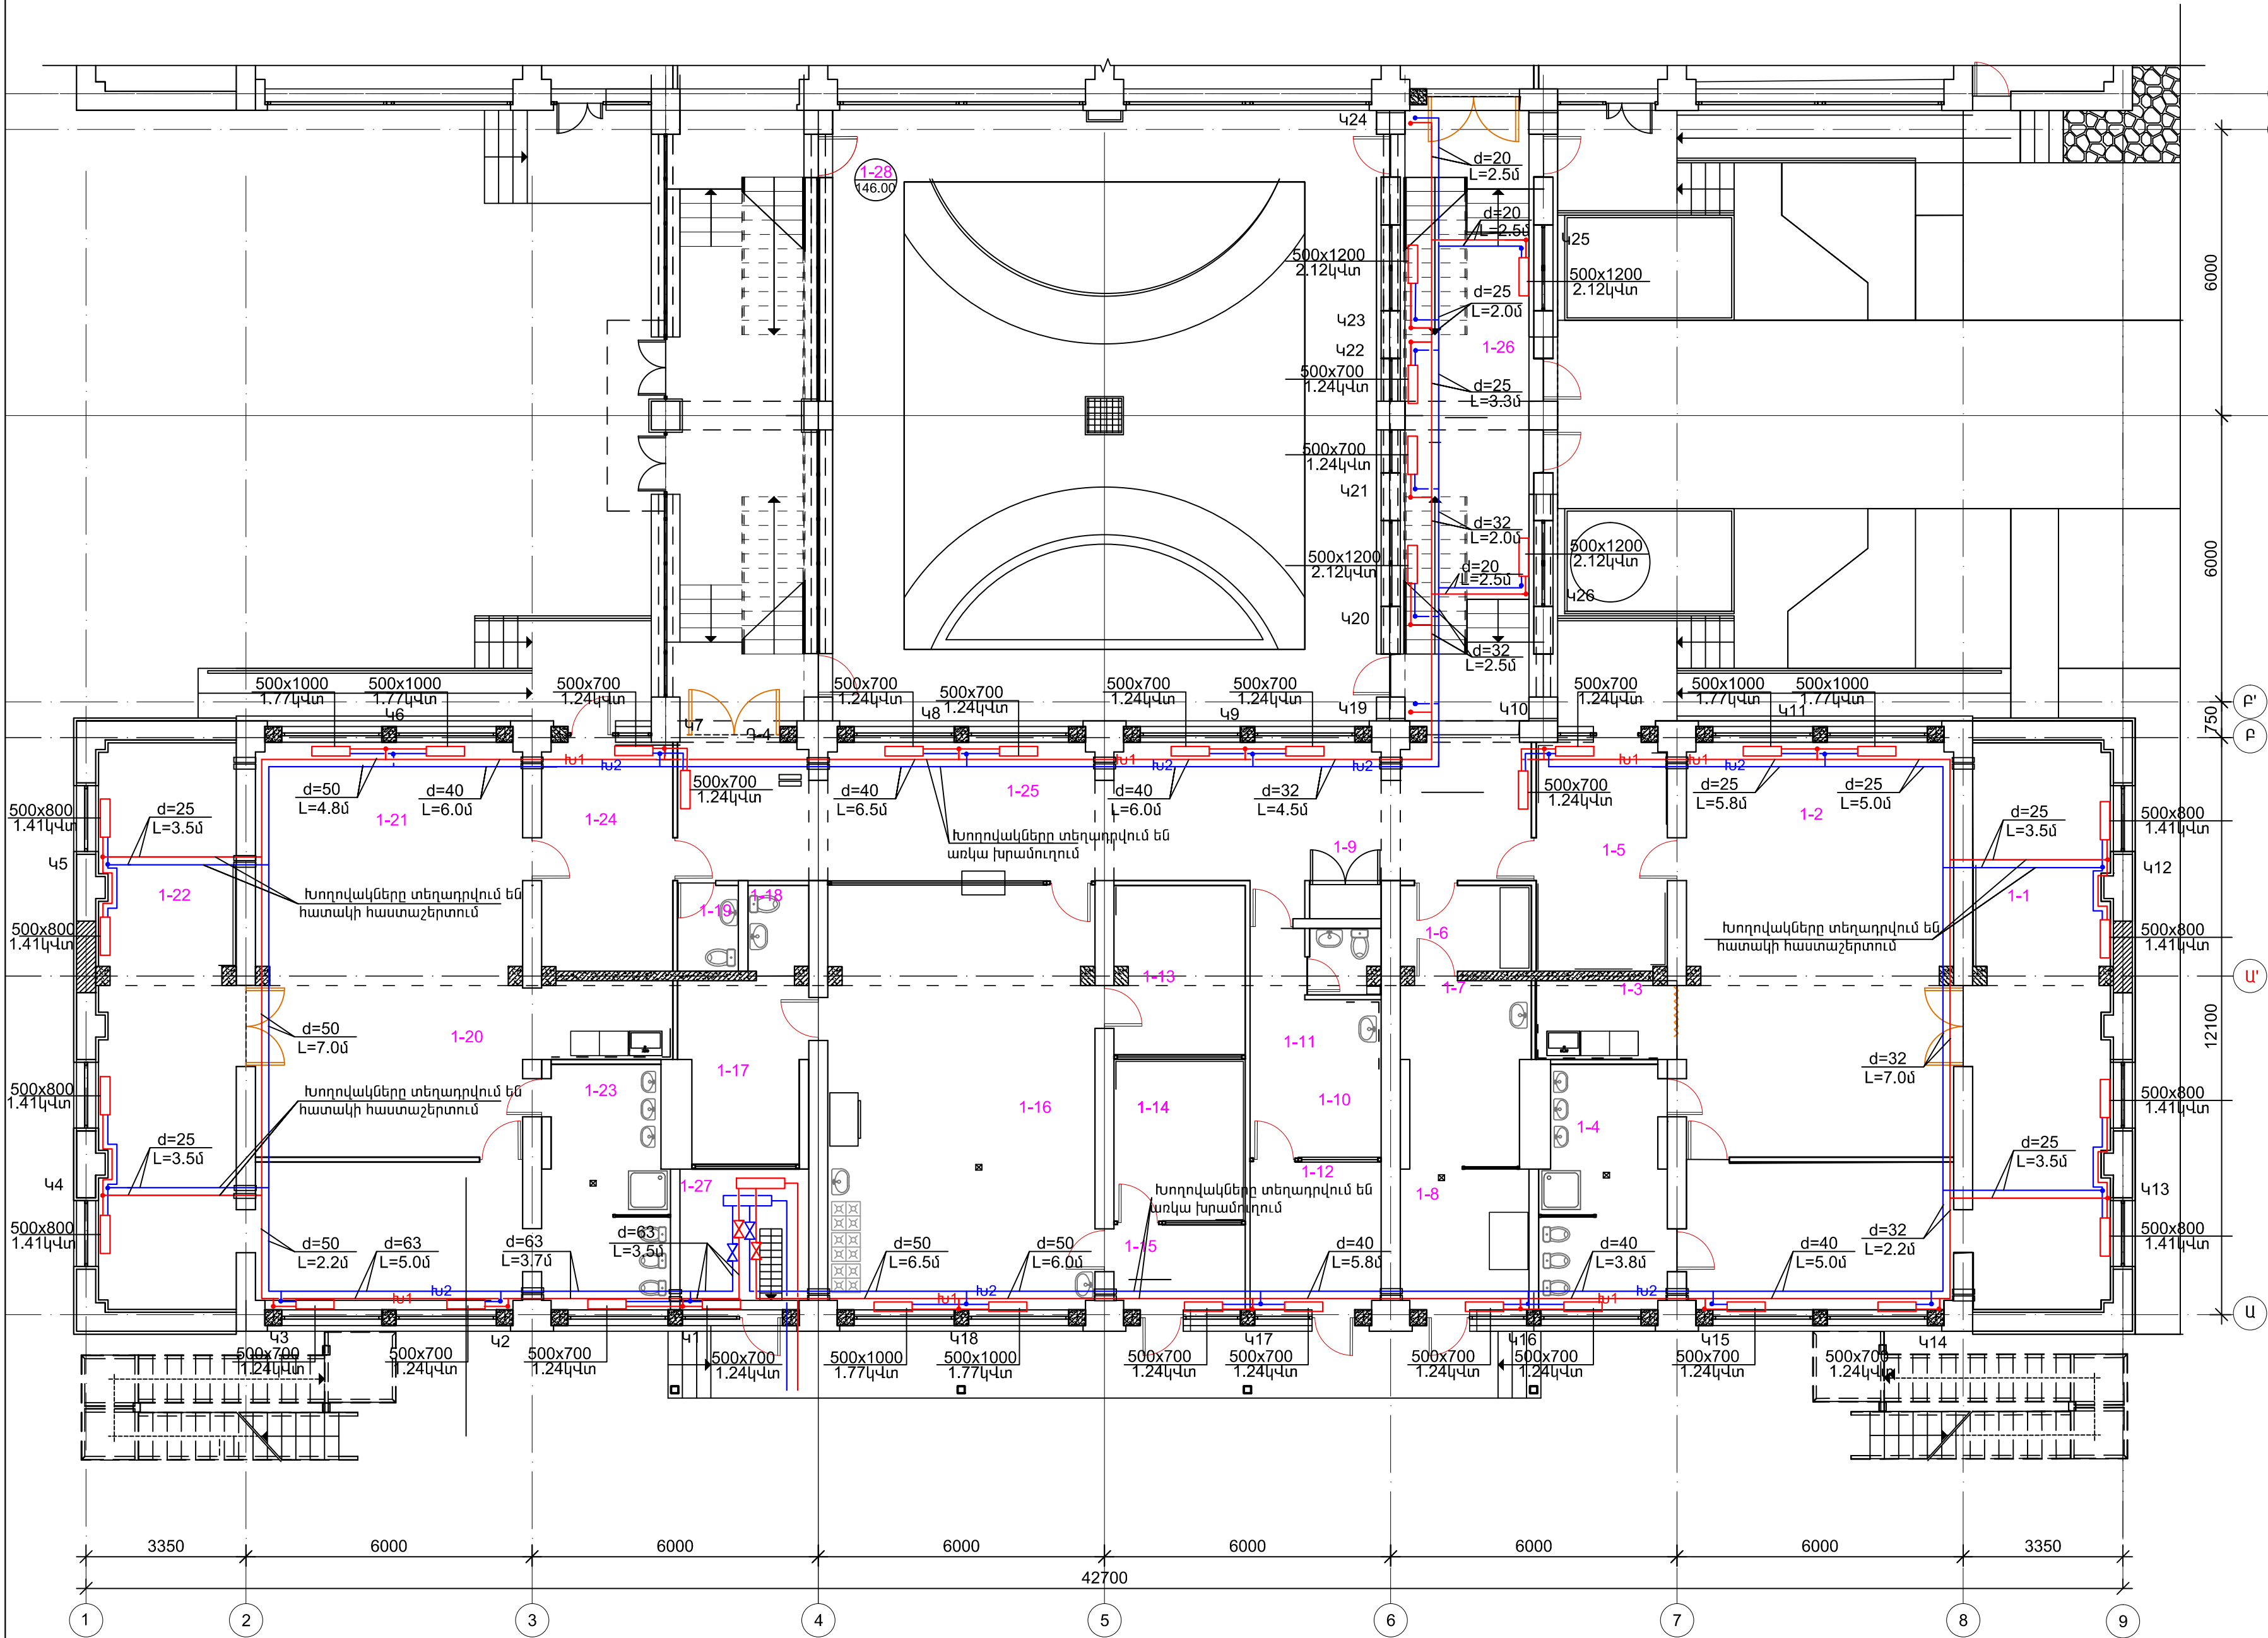 Կ24
d=20
L=2.5մ
1-28
146.00
d=20
L=2.5մ
Կ25
500x1200
2.12կվտ
500x1200
2.12կվտ
6000
d=25
L=2.0մ
Կ23
Կ22
1-26
500x700
1.24կվտ
d=25
L=3.3մ
500x700
1.24կվտ
Կ21
d=32
L=2.0մ
500x1200
2.12կվտ
500x1200
2.12կվտ
6000
d=20
L=2.5մ
Կ26
Կ20
d=32
L=2.5մ
500x1000
1.77կվտ
500x1000
1.77կվտ
500x700
1.24կվտ
500x700
1.24կվտ
500x700
1.24կվտ
500x700
1.24կվտ
500x700
1.24կվտ
500x700
1.24կվտ
500x1000
1.77կվտ
500x1000
1.77կվտ
Կ6
Կ7
Կ8
Կ9
Կ19
Կ10
Կ11
Բ'
750
Դ-4
Բ
Խ1
Խ2
Խ1
Խ2
Խ2
Խ1
Խ1
Խ2
d=50
L=4.8մ
d=40
L=6.0մ
500x700
1.24կվտ
d=40
L=6.5մ
1-25
d=40
L=6.0մ
d=32
L=4.5մ
500x700
1.24կվտ
d=25
L=5.8մ
d=25
L=5.0մ
500x800
1.41կվտ
d=25
L=3.5մ
1-21
1-24
1-2
d=25
L=3.5մ
500x800
1.41կվտ
Խողովակները տեղադրվում են
առկա խրամուղում
1-9
1-5
Կ5
1-22
Խողովակները տեղադրվում են
հատակի հաստաշերտում
1-19
1-18
Կ12
1-1
500x800
1.41կվտ
1-6
Խողովակները տեղադրվում են
հատակի հաստաշերտում
500x800
1.41կվտ
1-13
1-7
1-3
Ա'
d=50
L=7.0մ
1-20
1-17
1-11
12100
d=32
L=7.0մ
500x800
1.41կվտ
Խողովակները տեղադրվում են
հատակի հաստաշերտում
1-23
1-16
1-14
1-10
1-4
500x800
1.41կվտ
d=25
L=3.5մ
d=25
L=3.5մ
Կ4
1-27
1-12
1-8
Խողովակները տեղադրվում են
առկա խրամուղում
Կ13
500x800
1.41կվտ
d=50
L=2.2մ
d=63
L=5.0մ
d=63
L=3.7մ
d=63
L=3.5մ
d=50
L=6.5մ
d=50
L=6.0մ
1-15
d=40
L=5.8մ
d=40
L=3.8մ
d=40
L=5.0մ
d=32
L=2.2մ
500x800
1.41կվտ
Խ1
Խ2
Խ1
Խ2
Խ1
Խ2
Ա
Կ3
Կ2
Կ1
Կ18
Կ17
Կ16
Կ15
Կ14
500x700
1.24կվտ
500x700
1.24կվտ
500x700
1.24կվտ
500x700
1.24կվտ
500x1000
1.77կվտ
500x1000
1.77կվտ
500x700
1.24կվտ
500x700
1.24կվտ
500x700
1.24կվտ
500x700
1.24կվտ
500x700
1.24կվտ
500x700
1.24կվտ
3350
6000
6000
6000
6000
6000
6000
3350
42700
1
2
3
4
5
6
7
8
9